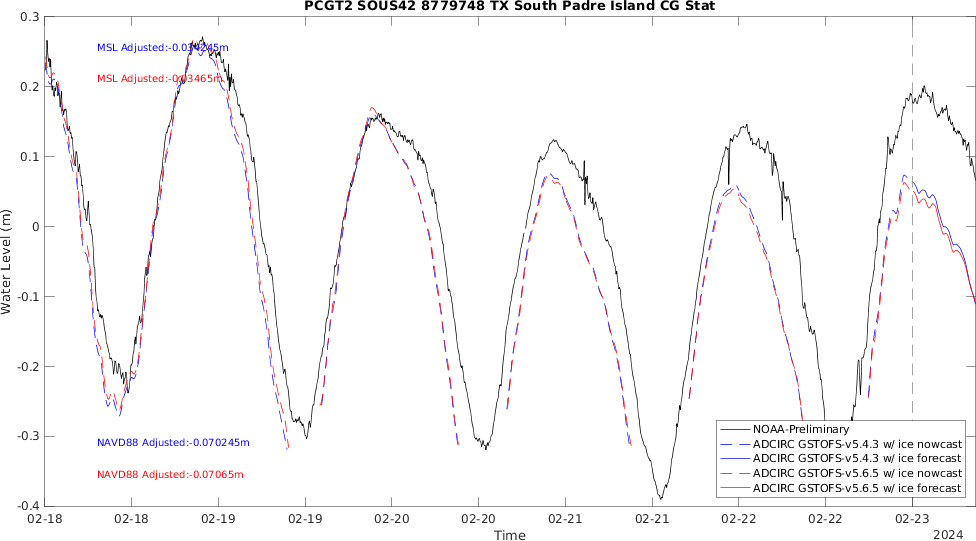 PCGT2 SOUS42 8779748 TX South Padre Island CG Stat
0.3
MSL Adjusted:-0.034245m
MSL Adjusted:-0.03465m
0.2
0.1
0
-0.1
-0.2
-0.3
-0.4
Water Level (m)
NAVD88 Adjusted:-0.070245m
NAVD88 Adjusted:-0.07065m
NOAA-Preliminary
ADCIRC GSTOFS-v5.4.3 w/ ice nowcast
ADCIRC GSTOFS-v5.4.3 w/ ice forecast
ADCIRC GSTOFS-v5.6.5 w/ ice nowcast
ADCIRC GSTOFS-v5.6.5 w/ ice forecast
02-18 02-18 02-19 02-19 02-20 02-20 02-21 02-21 02-22 02-22 02-23
Time
2024